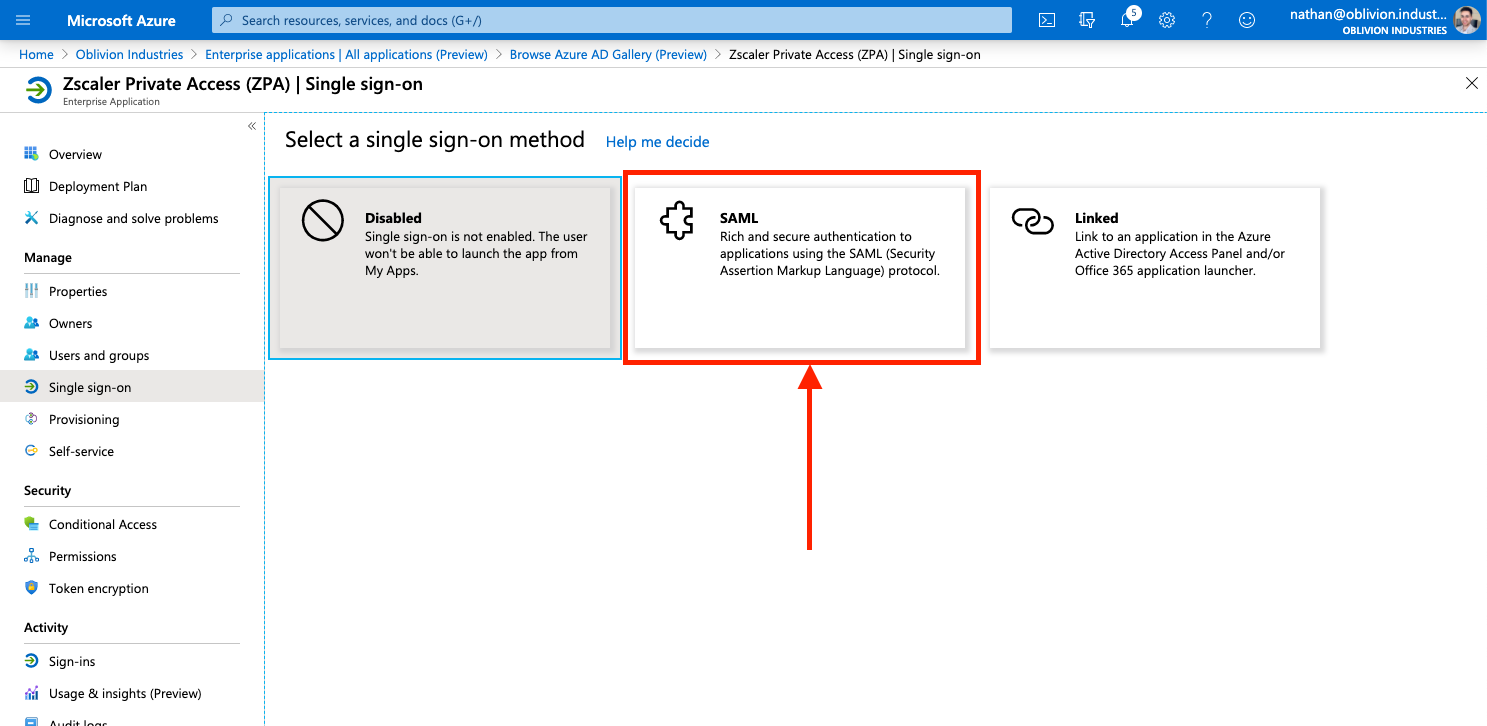 Microsoft Azure
Search resources, services, and docs (G+/)
5
nathan@oblivion.indust...
OBLIVION INDUSTRIES
Home > Oblivion Industries > Enterprise applications | All applications (Preview) > Browse Azure AD Gallery (Preview) > Zscaler Private Access (ZPA) | Single sign-on
Zscaler Private Access (ZPA) | Single sign-on
Enterprise Application
Overview
Deployment Plan
Diagnose and solve problems
Manage
Properties
Owners
Users and groups
Single sign-on
Provisioning
Self-service
Security
Conditional Access
Permissions
Token encryption
Activity
Sign-ins
Usage & insights (Preview)
Audit logs
Select a single sign-on method
Help me decide
Disabled
Single sign-on is not enabled. The user
won't be able to launch the app from
My Apps.
SAML
Rich and secure authentication to
applications using the SAML (Security
Assertion Markup Language) protocol.
Linked
Link to an application in the Azure
Active Directory Access Panel and/or
Office 365 application launcher.